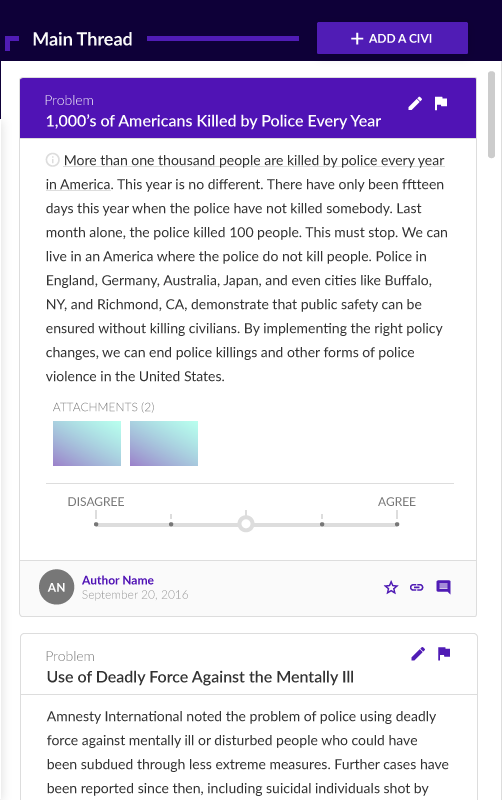 Main Thread
+ ADD A CIVI
Problem
1,000’s of Americans Killed by Police Every Year
More than one thousand people are killed by police every year
in America. This year is no different. There have only been fftteen
days this year when the police have not killed somebody. Last
month alone, the police killed 100 people. This must stop. We can
live in an America where the police do not kill people. Police in
England, Germany, Australia, Japan, and even cities like Buffalo,
NY, and Richmond, CA, demonstrate that public safety can be
ensured without killing civilians. By implementing the right policy
changes, we can end police killings and other forms of police
violence in the United States.
ATTACHMENTS (2)
DISAGREE
AGREE
AN
Author Name
September 20, 2016
Problem
Use of Deadly Force Against the Mentally Ill
Amnesty International noted the problem of police using deadly
force against mentally ill or disturbed people who could have
been subdued through less extreme measures. Further cases have
been reported since then, including suicidal individuals shot by